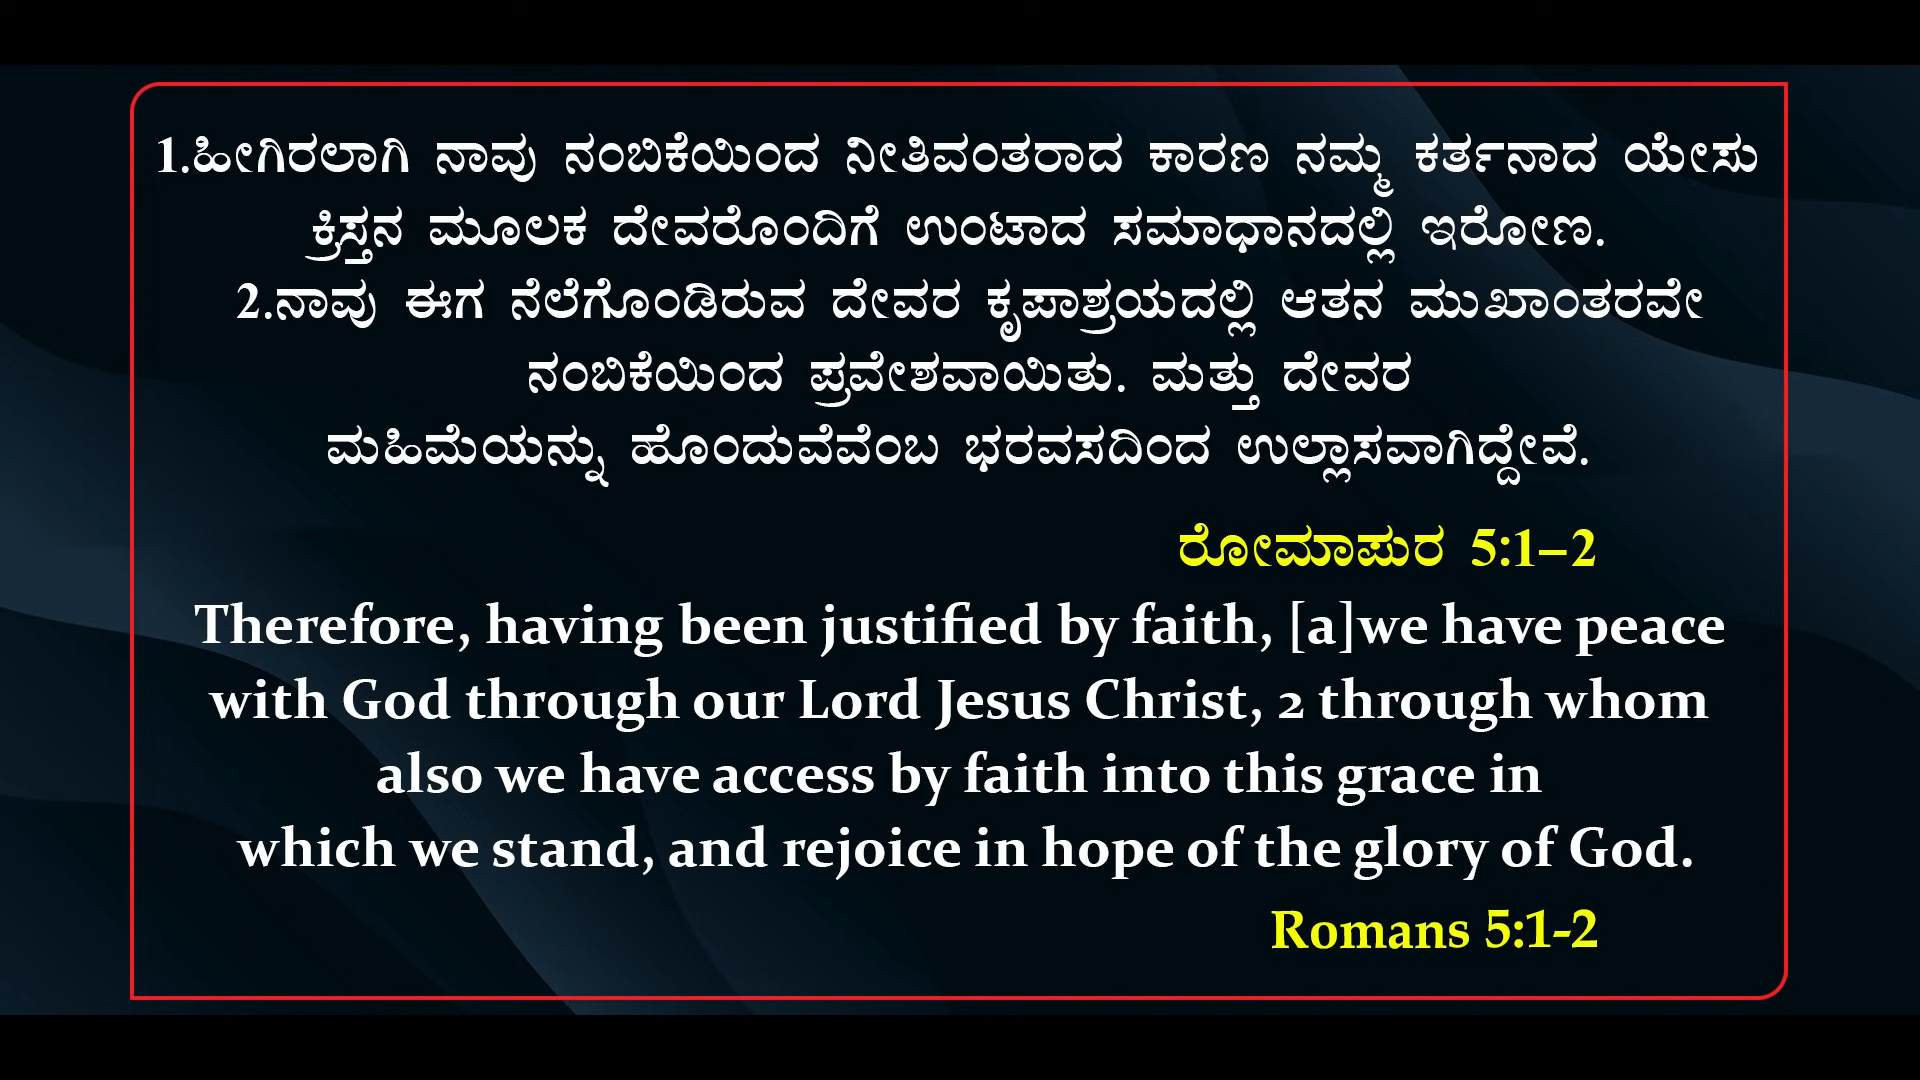 1.ಹೀಗಿರಲಾಗಿ ನಾವು ನಂಬಿಕೆಯಿಂದ ನೀತಿವಂತರಾದ ಕಾರಣ ನಮ್ಮ ಕರ್ತನಾದ ಯೇಸು
ಕ್ರಿಸ್ತನ ಮೂಲಕ ದೇವರೊಂದಿಗೆ ಉಂಟಾದ ಸಮಾಧಾನದಲ್ಲಿ ಇರೋಣ.
2.ನಾವು ಈಗ ನೆಲೆಗೊಂಡಿರುವ ದೇವರ ಕೃಪಾಶ್ರಯದಲ್ಲಿ ಆತನ ಮುಖಾಂತರವೇ
ನಂಬಿಕೆಯಿಂದ ಪ್ರವೇಶವಾಯಿತು. ಮತ್ತು ದೇವರ
ಮಹಿಮೆಯನ್ನು ಹೊಂದುವೆವೆಂಬ ಭರವಸದಿಂದ ಉಲ್ಲಾಸವಾಗಿದ್ದೇವೆ.
ರೋಮಾಪುರ 5:1–2
Therefore, having been justified by faith, [a]we have peace
with God through our Lord Jesus Christ, 2 through whom
also we have access by faith into this grace in
which we stand, and rejoice in hope of the glory of God.
Romans 5:1-2